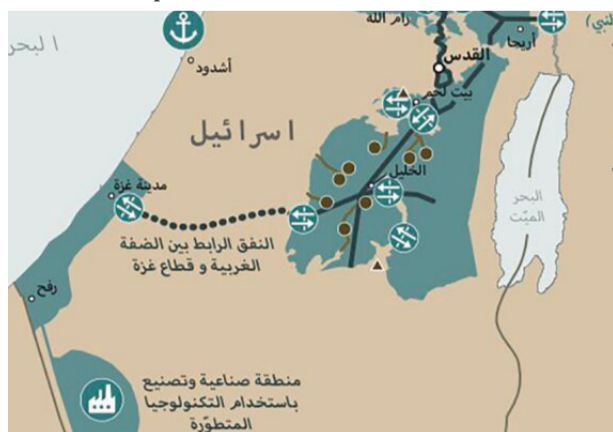 رام الله
أريحا
البحر
القدس
أشدود
بيت لحم
اسرائيل
الخليل
البحر
الميّت
مدينة غزة
النفق الرابط بين الضفة
الغربية و قطاع غزة
رفح
منطقة صناعية وتصنيع
باستخدام التكنولوجيا
المتطوّرة